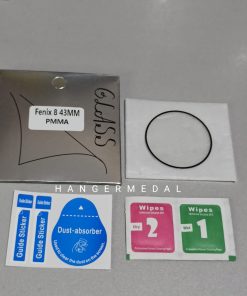 GLASS
Fenix 8 43MM
PMMA
HANGERMEDAL
Guide Sticker
Guide Sticker
Dust-absorber
Wipes
Dry
2
Wipes
Wet
1